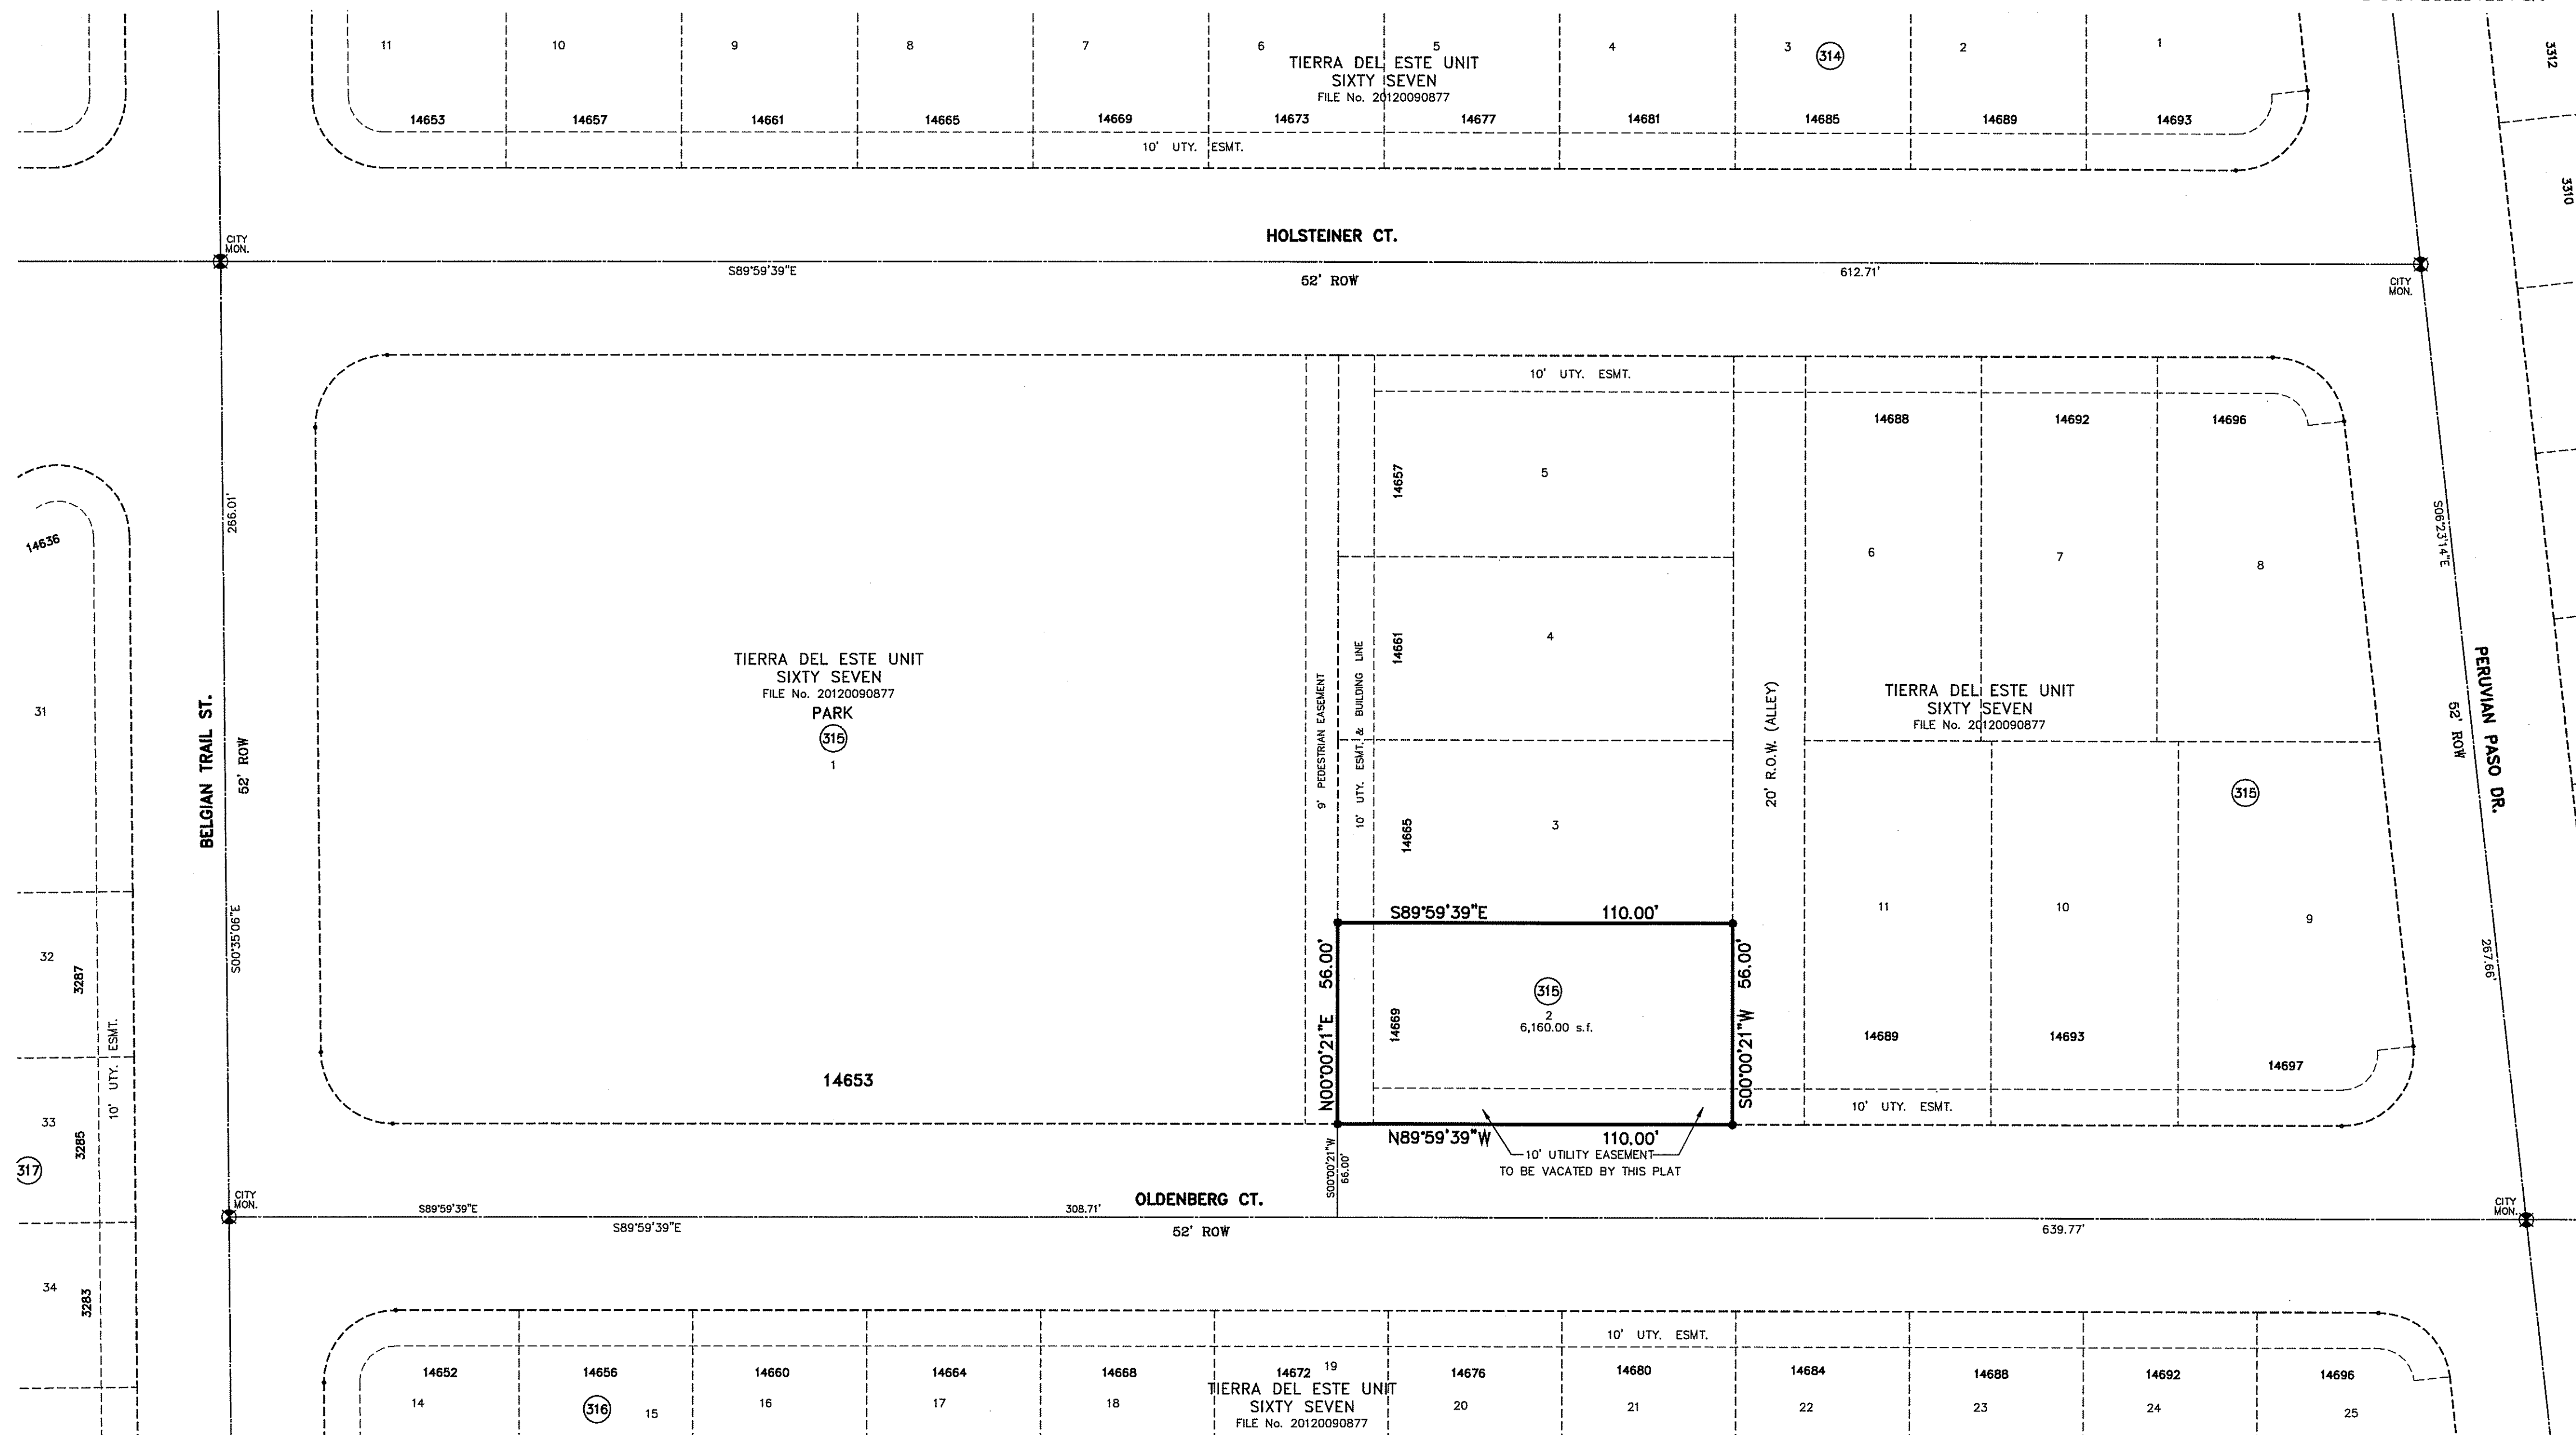 11 10 9 8 7 6 5 4 3 314 2 1
TIERRA DEL ESTE UNIT
SIXTY SEVEN
FILE No. 20120090877
14653 14657 14661 14665 14669 14673 14677 14681 14685 14689 14693
10' UTY. ESMT.
3312
3310
HOLSTEINER CT.
CITY
MON.
S89°59'39"E
52' ROW
612.71'
CITY
MON.
10' UTY. ESMT.
14688 14692 14696
5
14657
266.01'
14636
S06°23'14"E
6 7 8
4
14661
TIERRA DEL ESTE UNIT
SIXTY SEVEN
FILE No. 20120090877
PARK
315
1
31
BELGIAN TRAIL ST.
52' ROW
9' PEDESTRIAN EASEMENT
10' UTY. ESMT. & BUILDING LINE
20' R.O.W. (ALLEY)
TIERRA DEL ESTE UNIT
SIXTY SEVEN
FILE No. 20120090877
PERUVIAN PASO DR.
52' ROW
315
3
14665
S89°59'39"E 110.00'
11 10 9
S00°35'06"E
32
3287
N00°00'21"E 56.00'
315
2
6,160.00 s.f.
14669
S00°00'21"W 56.00'
267.66'
14689 14693 14697
14653
10' UTY. ESMT.
10' UTY. ESMT.
33
3285
317
N89°59'39"W 110.00'
10' UTILITY EASEMENT
TO BE VACATED BY THIS PLAT
S00°00'21"W
66.00'
CITY
MON.
S89°59'39"E
308.71'
OLDENBERG CT.
S89°59'39"E
52' ROW
639.77'
CITY
MON.
34
3283
10' UTY. ESMT.
14652 14656 14660 14664 14668 14672 19 14676 14680 14684 14688 14692 14696
TIERRA DEL ESTE UNIT
SIXTY SEVEN
FILE No. 20120090877
14 316 15 16 17 18 20 21 22 23 24 25